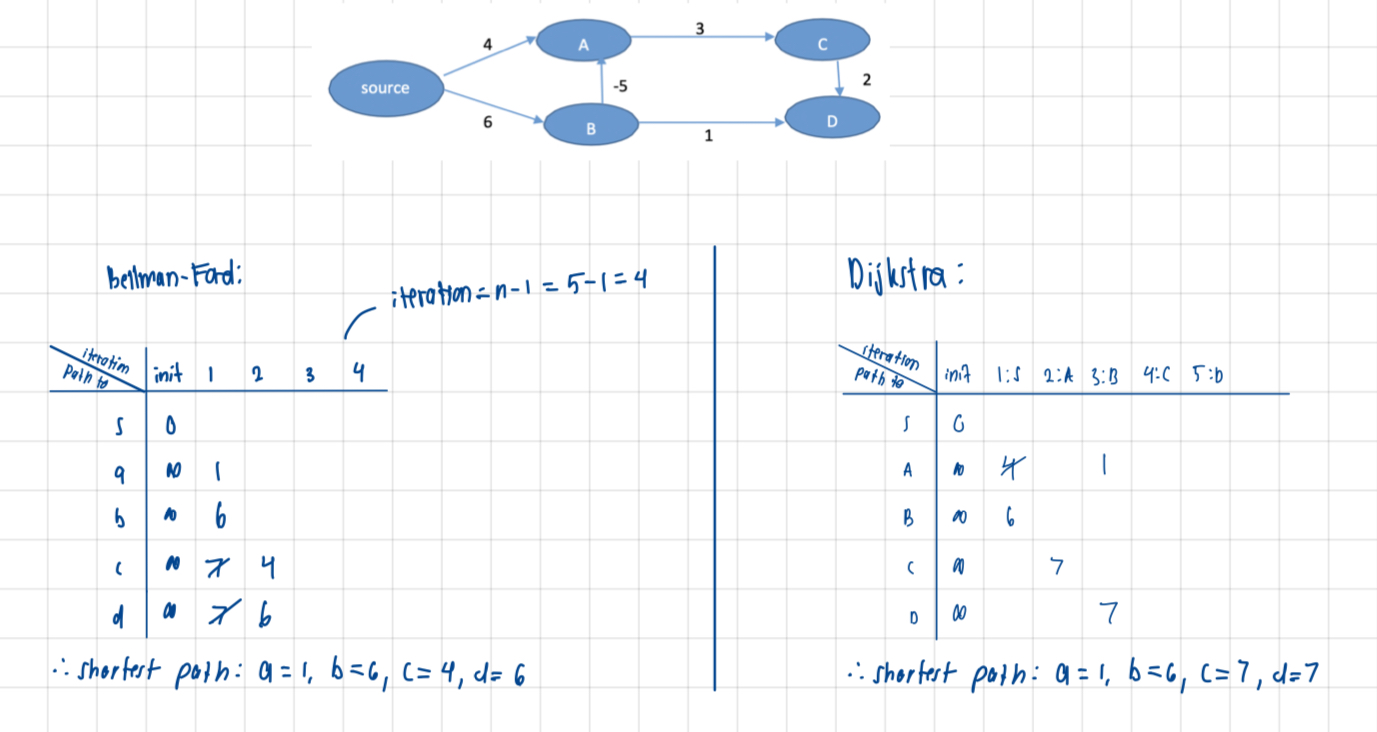 4
A
3
C
source
-5
2
6
B
1
D
bellman-Ford:
iteration = n-1 = 5-1 = 4
iteration
path to
init 1 2 3 4
s 0
a ∞ 1
b ∞ 6
c ∞ 7 4
d ∞ 7 6
∴ shortest path: a = 1, b = 6, c = 4, d = 6
Dijkstra:
iteration
path to
init 1:S 2:A 3:B 4:C 5:D
S 0
A ∞ 4 1
B ∞ 6
C ∞ 7
D ∞ 7
∴ shortest path: a = 1, b = 6, c = 7, d = 7